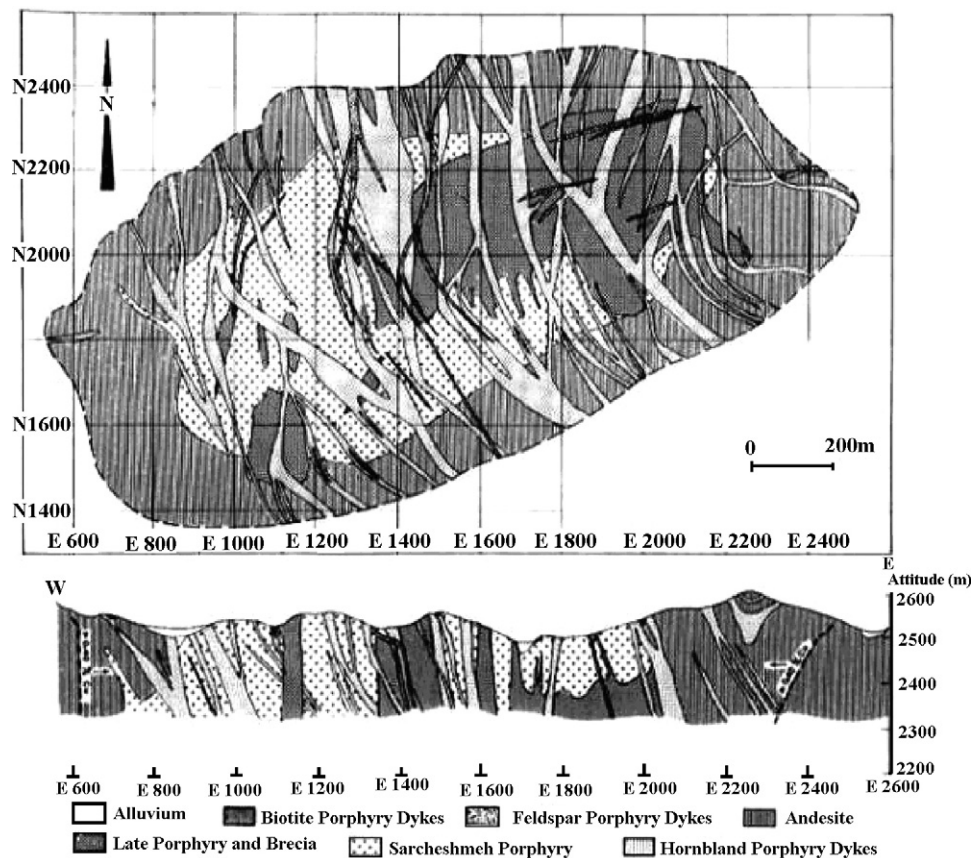 N
N2400
N2200
N2000
N1600
N1400
0 200m
E 600 E 800 E 1000 E 1200 E 1400 E 1600 E 1800 E 2000 E 2200 E 2400 E
W
Attitude (m)
2600
2500
2400
2300
2200
E 600 E 800 E 1000 E 1200 E 1400 E 1600 E 1800 E 2000 E 2200 E 2400 E 2600
Alluvium Biotite Porphyry Dykes Feldspar Porphyry Dykes Andesite
Late Porphyry and Brecia Sarcheshmeh Porphyry Hornbland Porphyry Dykes